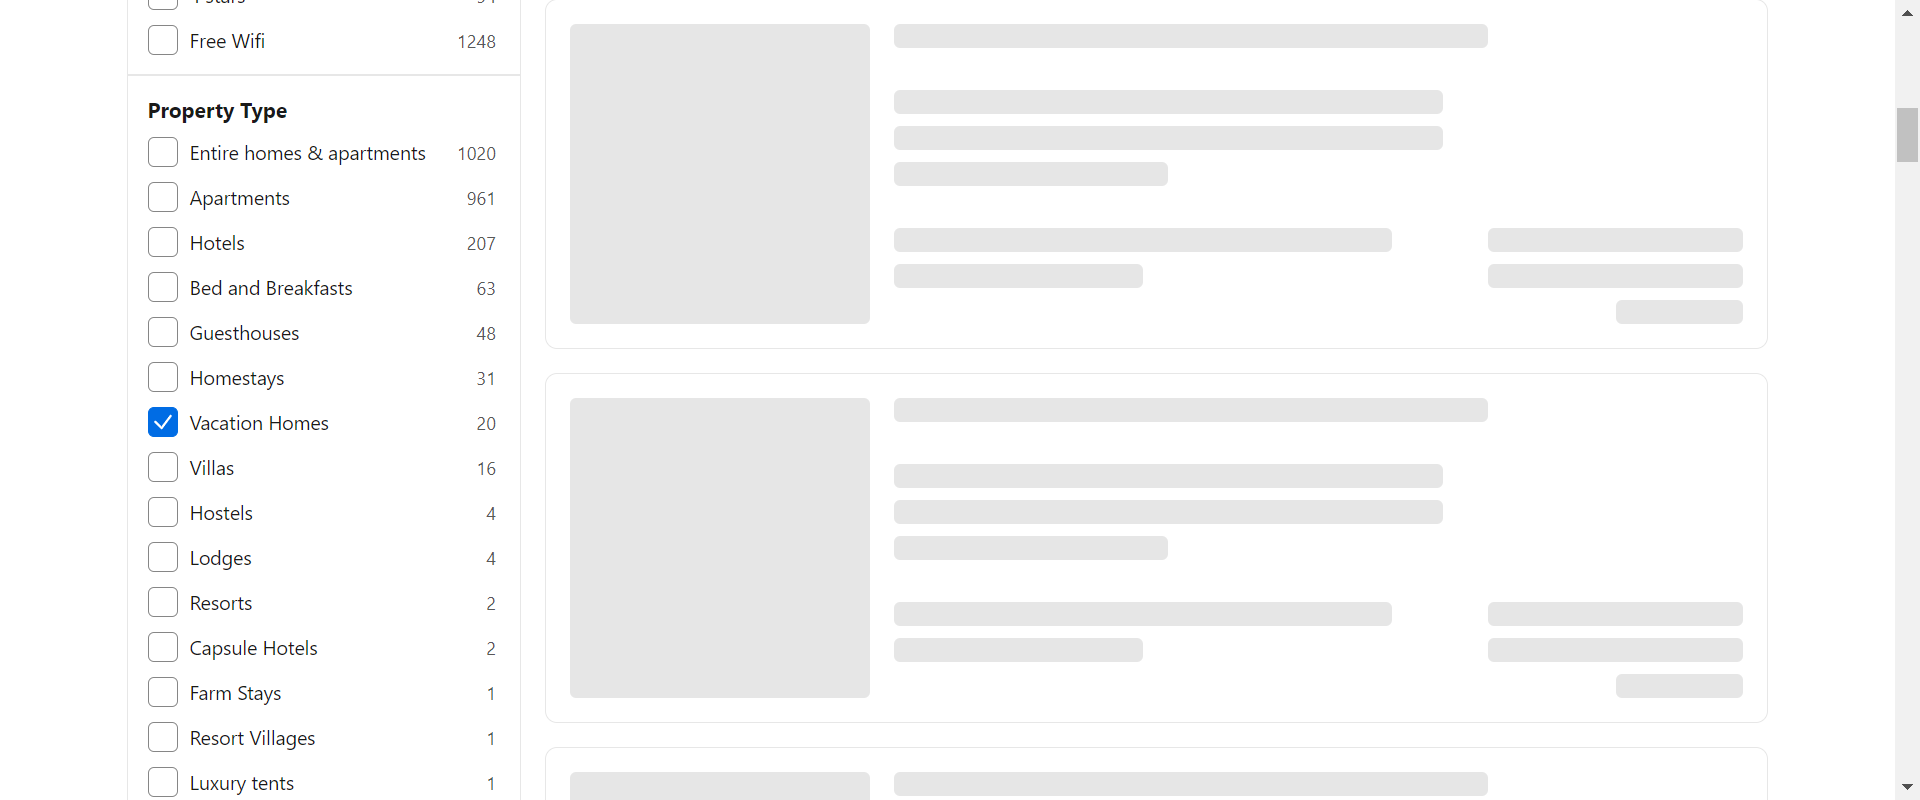 Free Wifi 1248
Property Type
Entire homes & apartments 1020
Apartments 961
Hotels 207
Bed and Breakfasts 63
Guesthouses 48
Homestays 31
Vacation Homes 20
Villas 16
Hostels 4
Lodges 4
Resorts 2
Capsule Hotels 2
Farm Stays 1
Resort Villages 1
Luxury tents 1